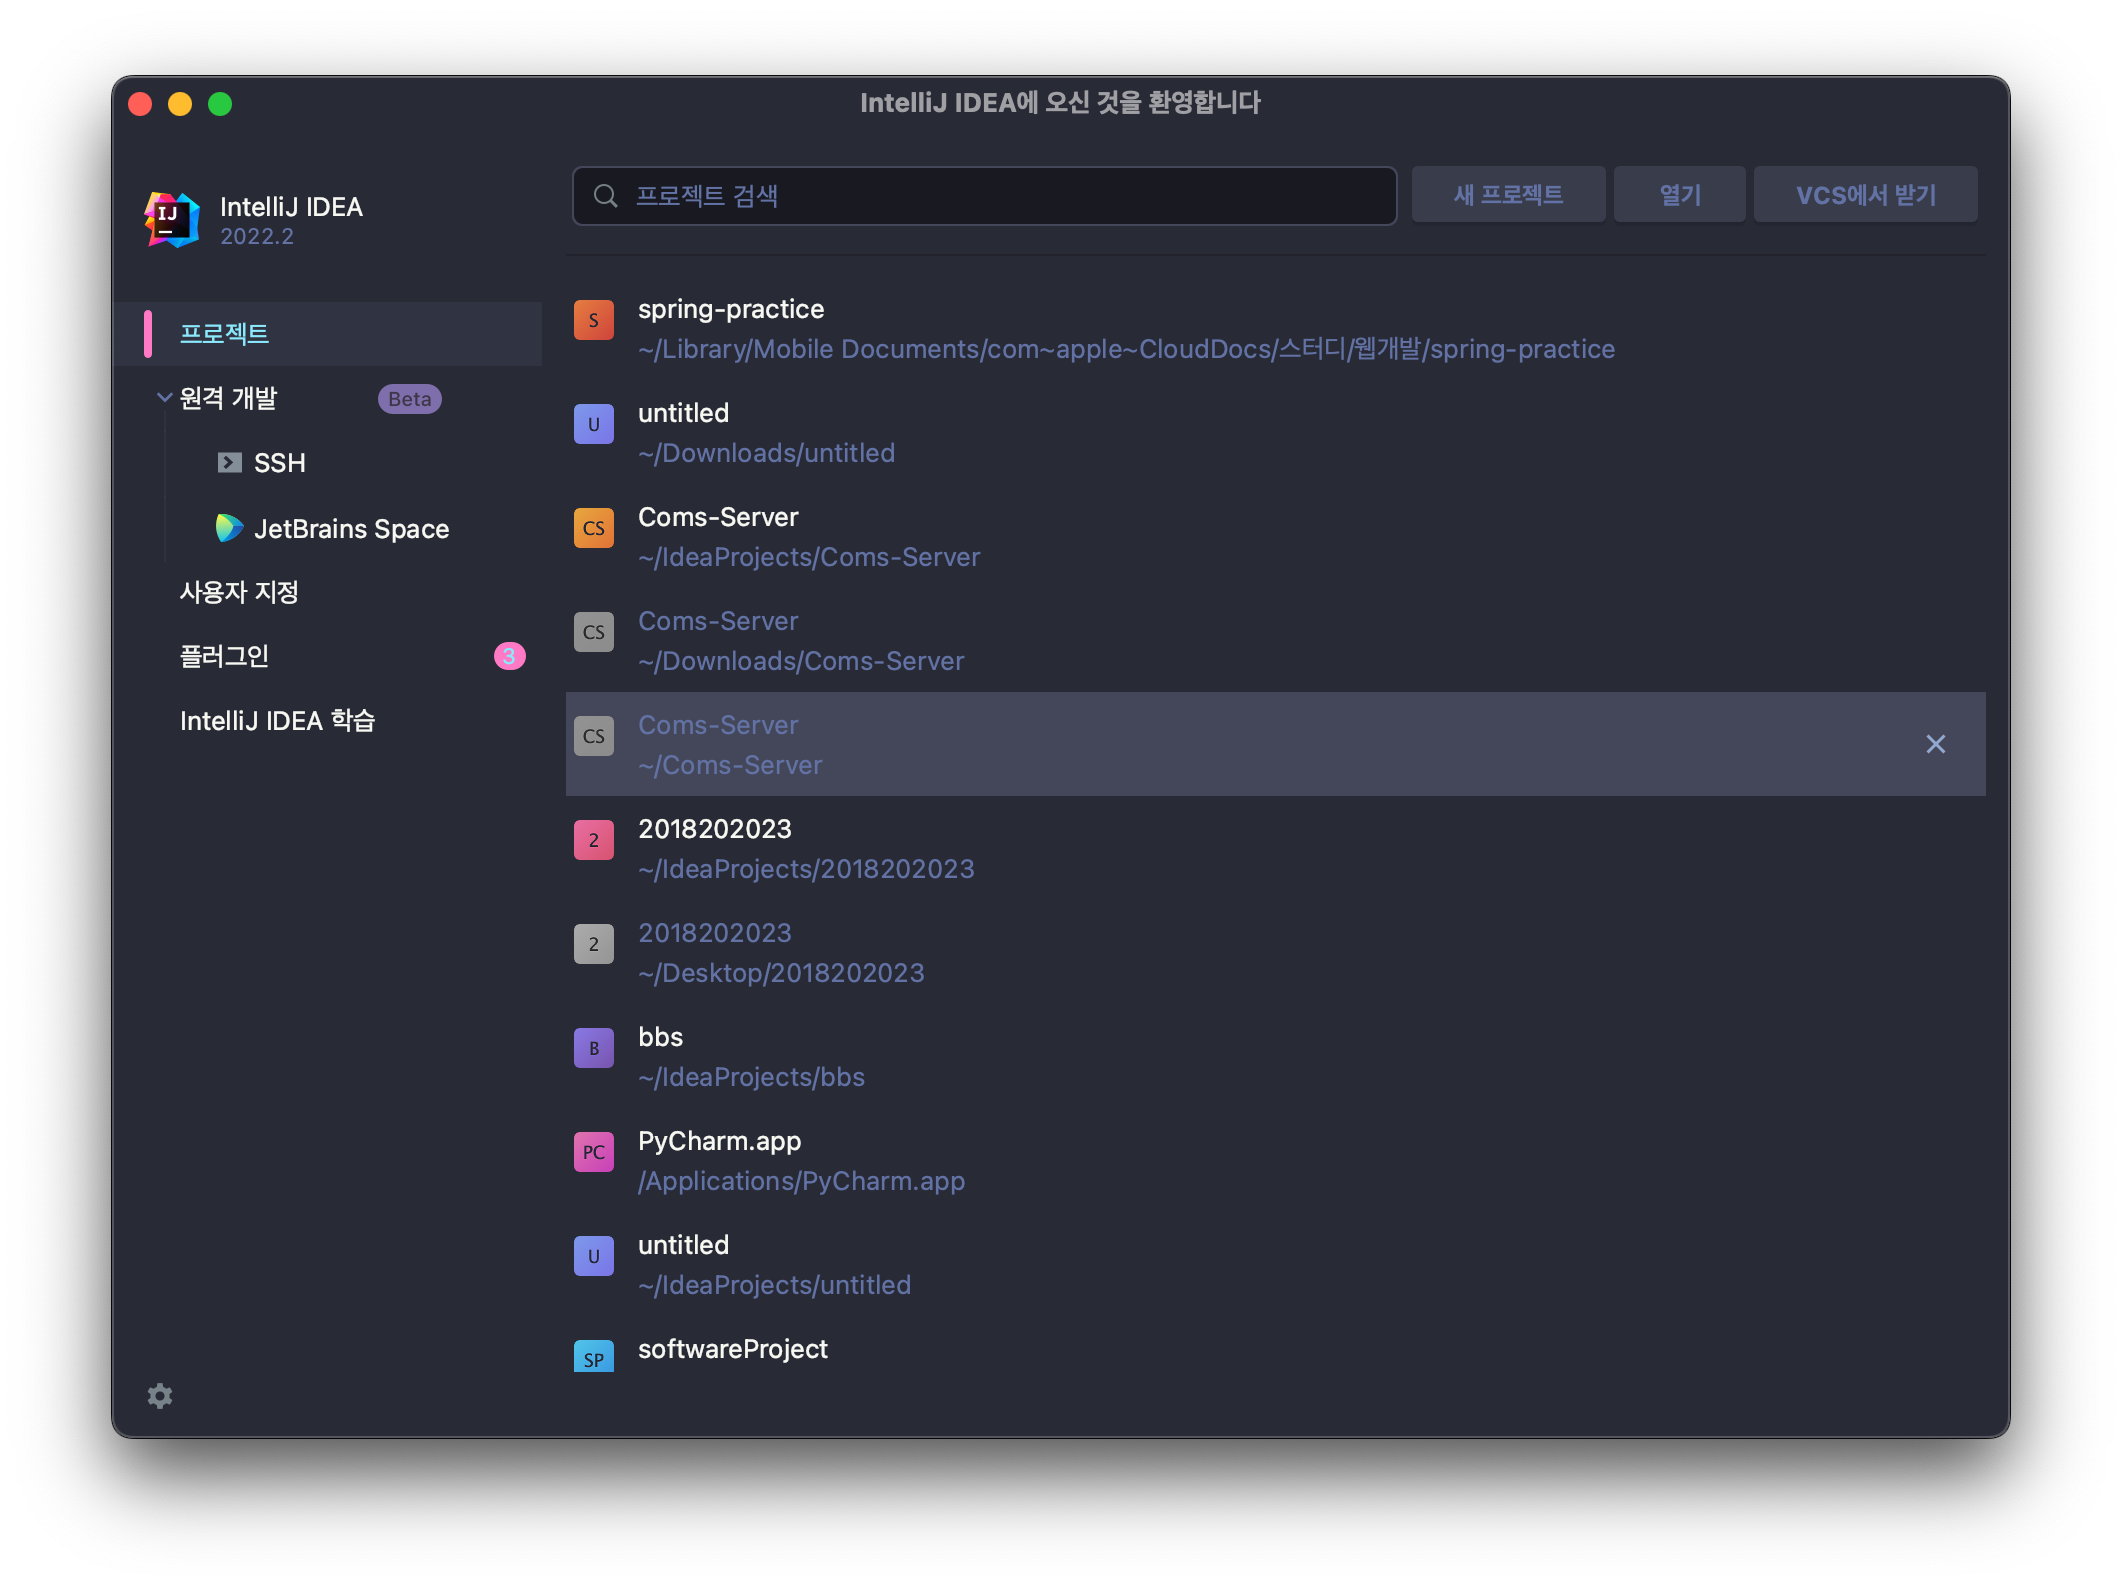 IntelliJ IDEA에 오신 것을 환영합니다
IJ
IntelliJ IDEA
2022.2
프로젝트
원격 개발 Beta
SSH
JetBrains Space
사용자 지정
플러그인 3
IntelliJ IDEA 학습
프로젝트 검색
새 프로젝트
열기
VCS에서 받기
S
spring-practice
~/Library/Mobile Documents/com~apple~CloudDocs/스터디/웹개발/spring-practice
U
untitled
~/Downloads/untitled
CS
Coms-Server
~/IdeaProjects/Coms-Server
CS
Coms-Server
~/Downloads/Coms-Server
CS
Coms-Server
~/Coms-Server
2
2018202023
~/IdeaProjects/2018202023
2
2018202023
~/Desktop/2018202023
B
bbs
~/IdeaProjects/bbs
PC
PyCharm.app
/Applications/PyCharm.app
U
untitled
~/IdeaProjects/untitled
SP
softwareProject